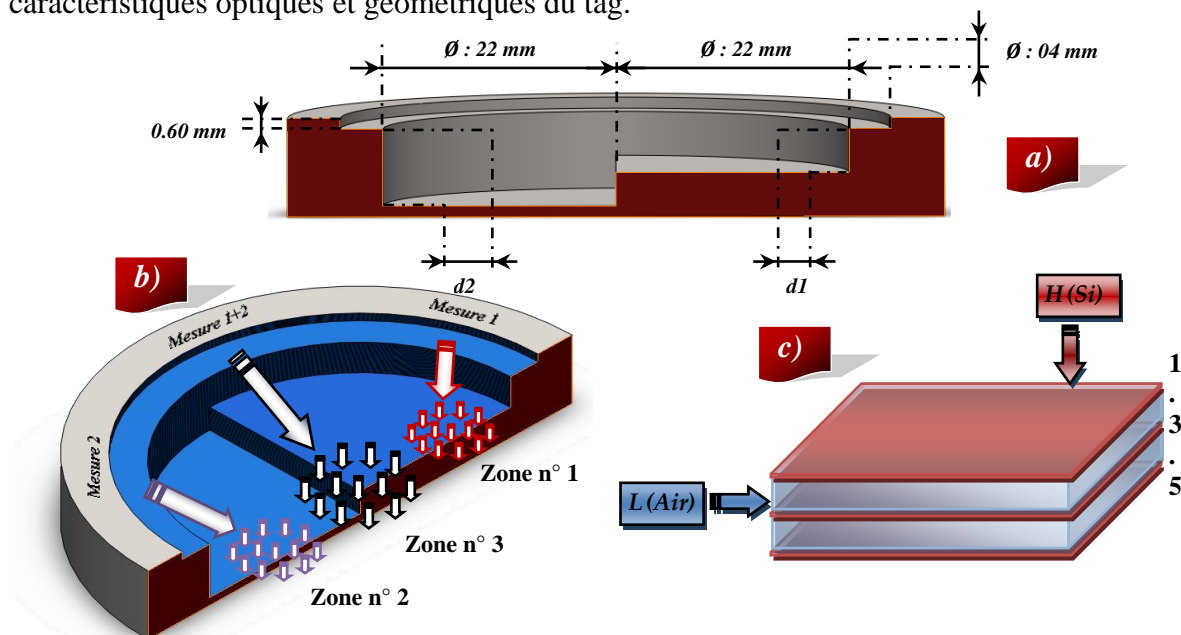 caractéristiques optiques et géométriques du tag.
Ø : 22 mm
Ø : 22 mm
Ø : 04 mm
0.60 mm
a)
d2
d1
b)
Mesure 1+2
Mesure 1
Mesure 2
Zone n° 1
Zone n° 3
Zone n° 2
c)
H (Si)
L (Air)
1
.
3
.
5